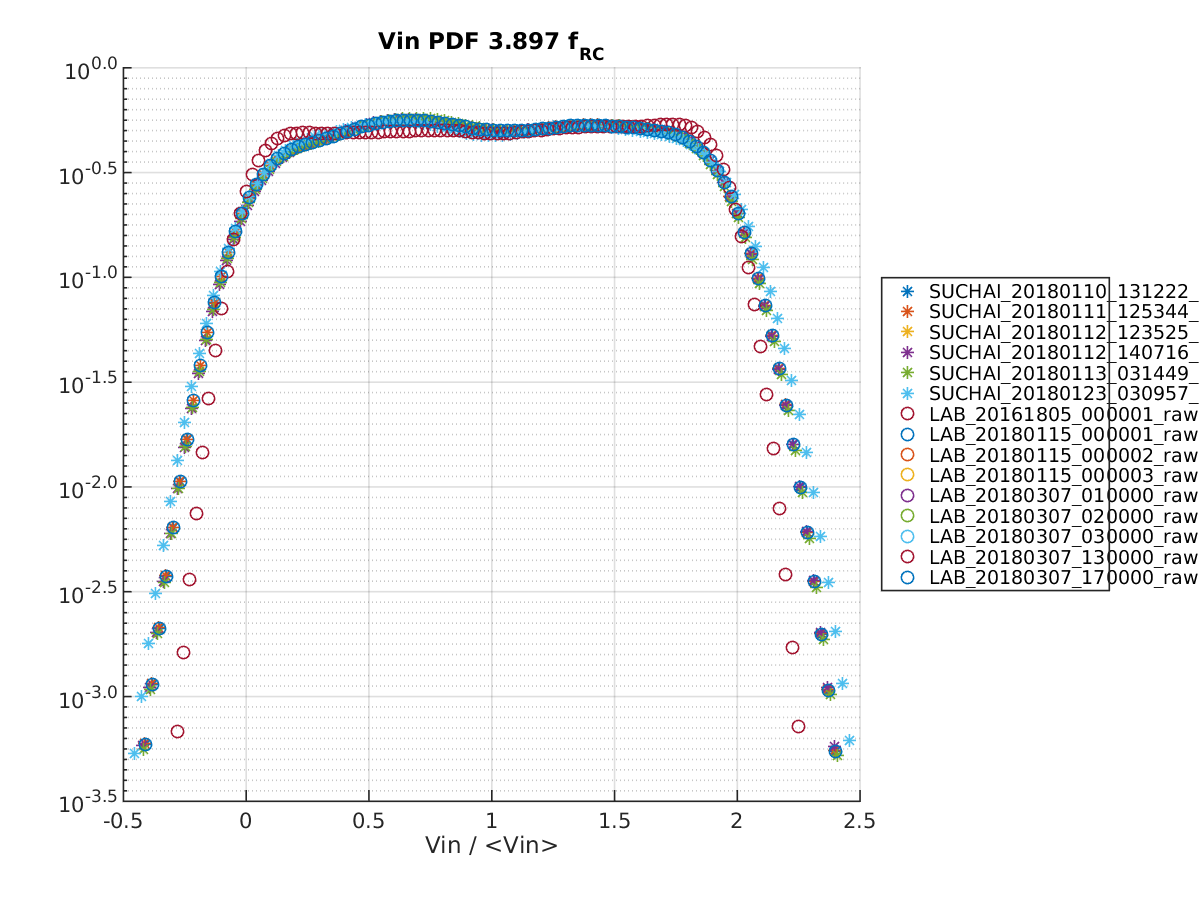 Vin PDF 3.897 f_RC
10^0.0
10^-0.5
10^-1.0
10^-1.5
10^-2.0
10^-2.5
10^-3.0
10^-3.5
-0.5 0 0.5 1 1.5 2 2.5
Vin / <Vin>
SUCHAI_20180110_131222_
SUCHAI_20180111_125344_
SUCHAI_20180112_123525_
SUCHAI_20180112_140716_
SUCHAI_20180113_031449_
SUCHAI_20180123_030957_
LAB_20161805_000001_raw
LAB_20180115_000001_raw
LAB_20180115_000002_raw
LAB_20180115_000003_raw
LAB_20180307_010000_raw
LAB_20180307_020000_raw
LAB_20180307_030000_raw
LAB_20180307_130000_raw
LAB_20180307_170000_raw